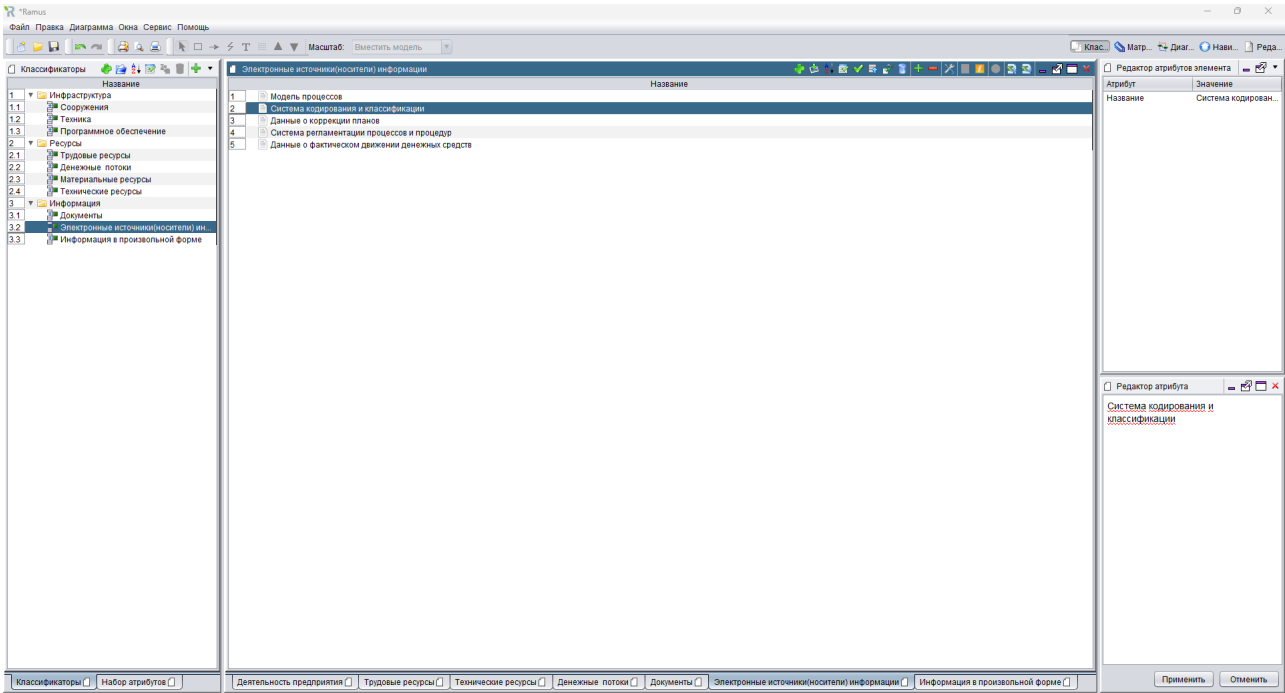 *Ramus
Файл Правка Диаграмма Окна Сервис Помощь
Масштаб: Вместить модель
Клас... Матр... Диаг... Нави... Реда...
Классификаторы
Название
1 Инфраструктура
1.1 Сооружения
1.2 Техника
1.3 Программное обеспечение
2 Ресурсы
2.1 Трудовые ресурсы
2.2 Денежные потоки
2.3 Материальные ресурсы
2.4 Технические ресурсы
3 Информация
3.1 Документы
3.2 Электронные источники(носители) ин...
3.3 Информация в произвольной форме
Классификаторы Набор атрибутов
Электронные источники(носители) информации
Название
1 Модель процессов
2 Система кодирования и классификации
3 Данные о коррекции планов
4 Система регламентации процессов и процедур
5 Данные о фактическом движении денежных средств
Деятельность предприятия Трудовые ресурсы Технические ресурсы Денежные потоки Документы Электронные источники(носители) информации Информация в произвольной форме
Редактор атрибутов элемента
Атрибут Значение
Название Система кодирован...
Редактор атрибута
Система кодирования и
классификации
Применить Отменить